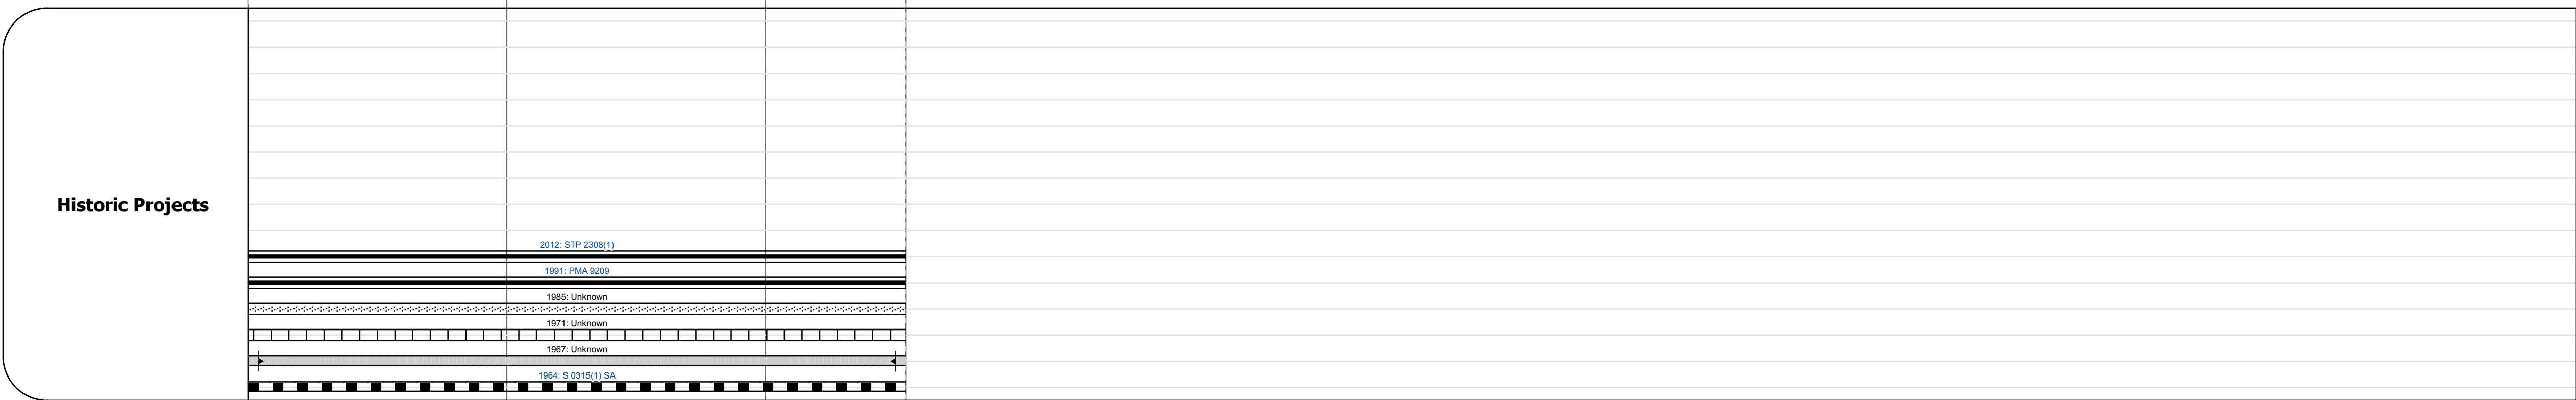 Historic Projects
2012: STP 2308(1)
1991: PMA 9209
1985: Unknown
1971: Unknown
1967: Unknown
1964: S 0315(1) SA